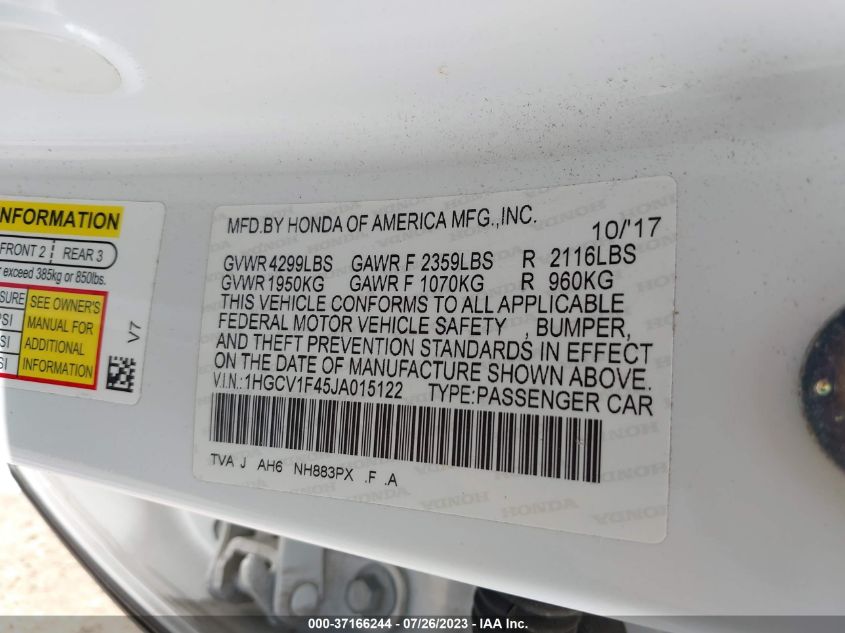 INFORMATION
FRONT 2 REAR 3
exceed 385kg or 850lbs.
SEE OWNER'S
MANUAL FOR
ADDITIONAL
INFORMATION
V7
MFD.BY HONDA OF AMERICA MFG.,INC. 10/'17
GVWR 4299LBS GAWR F 2359LBS R 2116LBS
GVWR 1950KG GAWR F 1070KG R 960KG
THIS VEHICLE CONFORMS TO ALL APPLICABLE
FEDERAL MOTOR VEHICLE SAFETY , BUMPER,
AND THEFT PREVENTION STANDARDS IN EFFECT
ON THE DATE OF MANUFACTURE SHOWN ABOVE.
V.I.N.:1HGCV1F45JA015122 TYPE:PASSENGER CAR
TVA J AH6 NH883PX .F .A
000-37166244 - 07/26/2023 - IAA Inc.